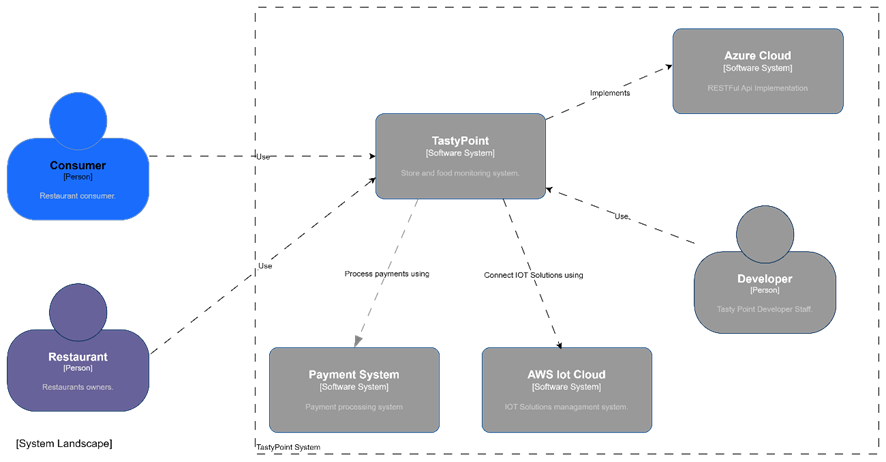 Azure Cloud
[Software System]
RESTFul Api Implementation
Implements
TastyPoint
[Software System]
Store and food monitoring system.
Consumer
[Person]
Restaurant consumer.
Use
Use
Use
Developer
[Person]
Tasty Point Developer Staff.
Process payments using
Connect IOT Solutions using
Restaurant
[Person]
Restaurants owners.
Payment System
[Software System]
Payment processing system
AWS Iot Cloud
[Software System]
IOT Solutions management system.
[System Landscape]
TastyPoint System